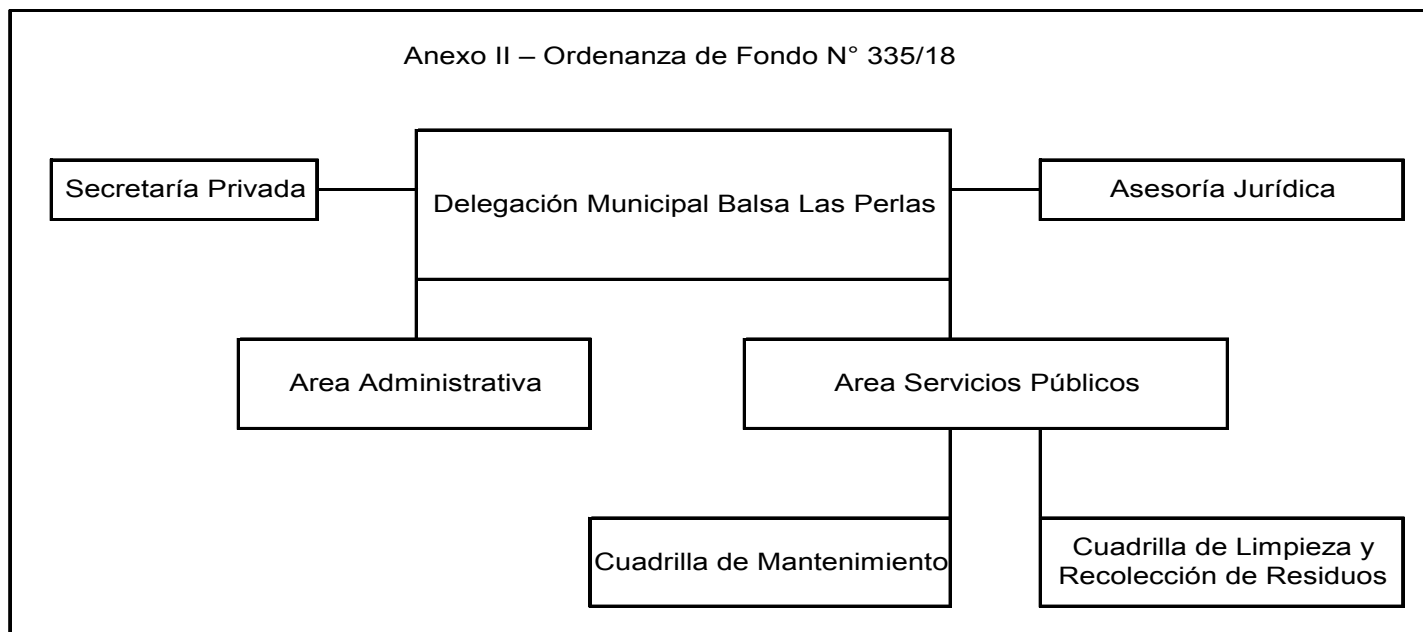 Anexo II – Ordenanza de Fondo N° 335/18
Secretaría Privada
Delegación Municipal Balsa Las Perlas
Asesoría Jurídica
Area Administrativa
Area Servicios Públicos
Cuadrilla de Mantenimiento
Cuadrilla de Limpieza y
Recolección de Residuos